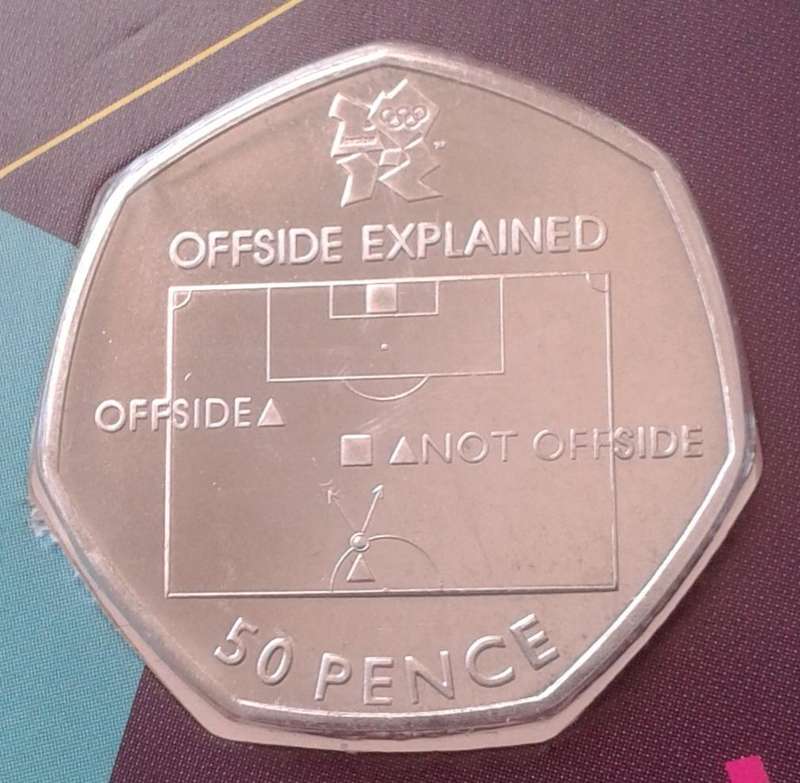 OFFSIDE EXPLAINED
OFFSIDE
NOT OFFSIDE
50 PENCE